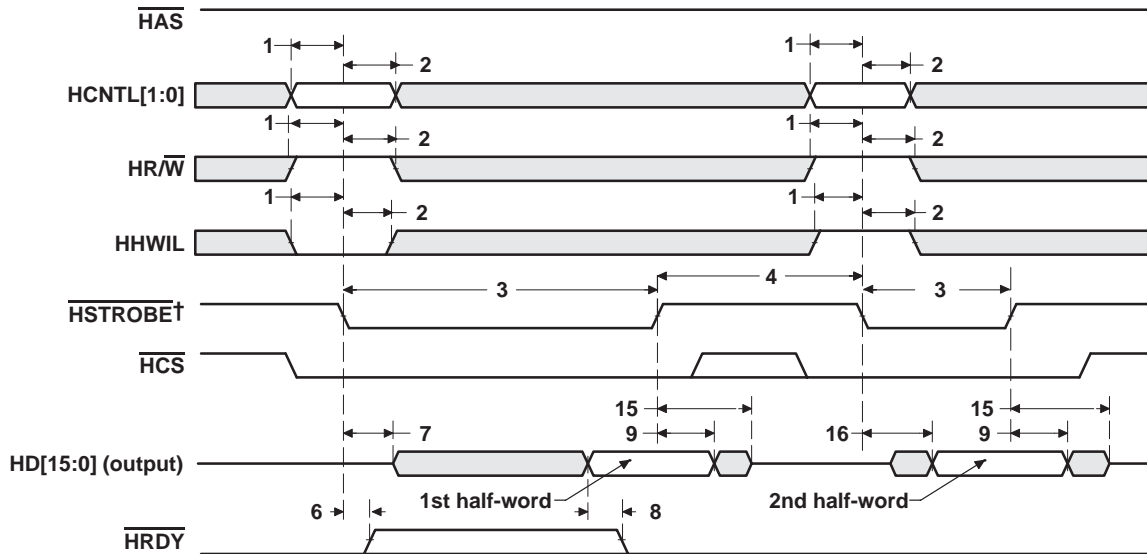 HAS
1
2
1
2
HCNTL[1:0]
1
2
1
2
HR/W
1
2
1
2
HHWIL
3
4
3
HSTROBE†
HCS
7
15
9
16
15
9
HD[15:0] (output)
1st half-word
2nd half-word
6
8
HRDY